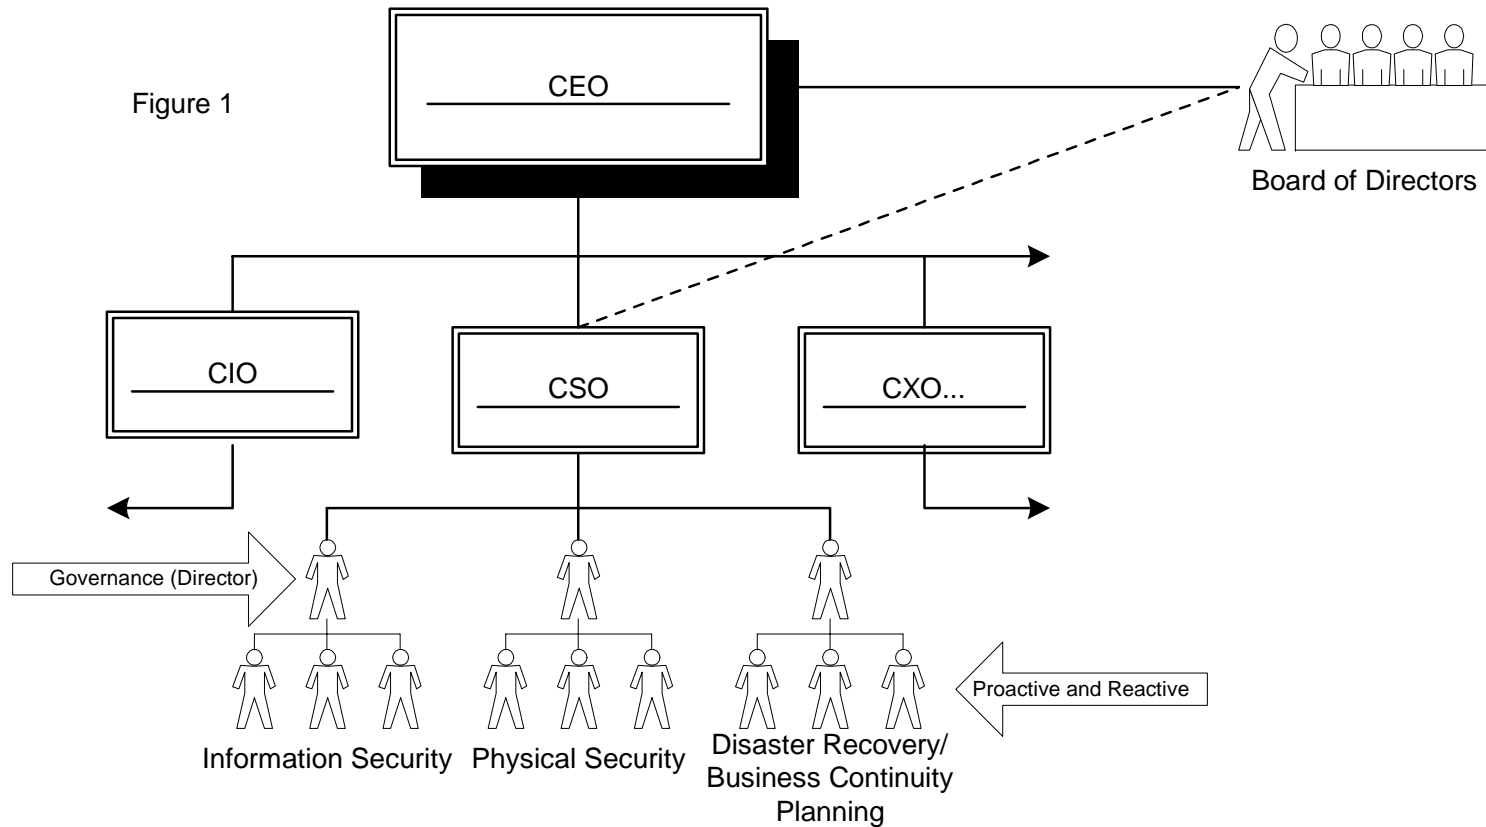 Figure 1
CEO
Board of Directors
CIO
CSO
CXO...
Governance (Director)
Proactive and Reactive
Information Security
Physical Security
Disaster Recovery/
Business Continuity
Planning